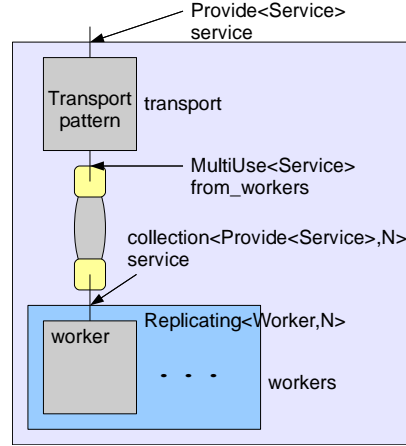 Provide<Service>
service
Transport
pattern
transport
MultiUse<Service>
from_workers
collection<Provide<Service>,N>
service
Replicating<Worker,N>
worker
. . .
workers